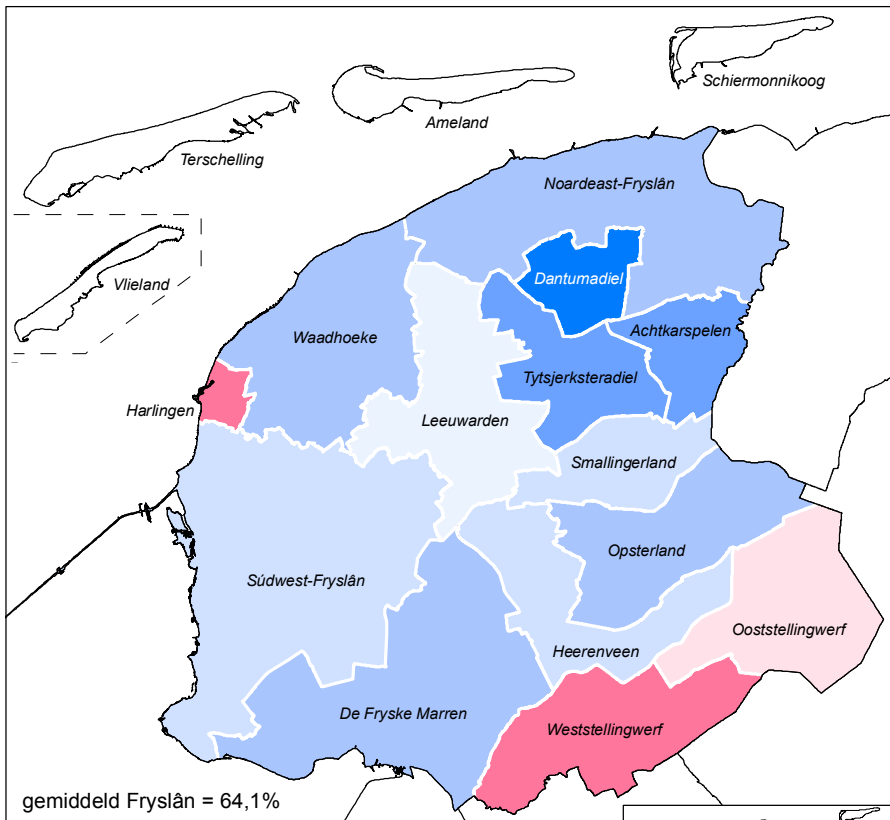 Schiermonnikoog
Ameland
Terschelling
Noardeast-Fryslân
Vlieland
Dantumadiel
Waadhoeke
Achtkarspelen
Tytsjerksteradiel
Harlingen
Leeuwarden
Smallingerland
Opsterland
Súdwest-Fryslân
Ooststellingwerf
Heerenveen
De Fryske Marren
Weststellingwerf
gemiddeld Fryslân = 64,1%